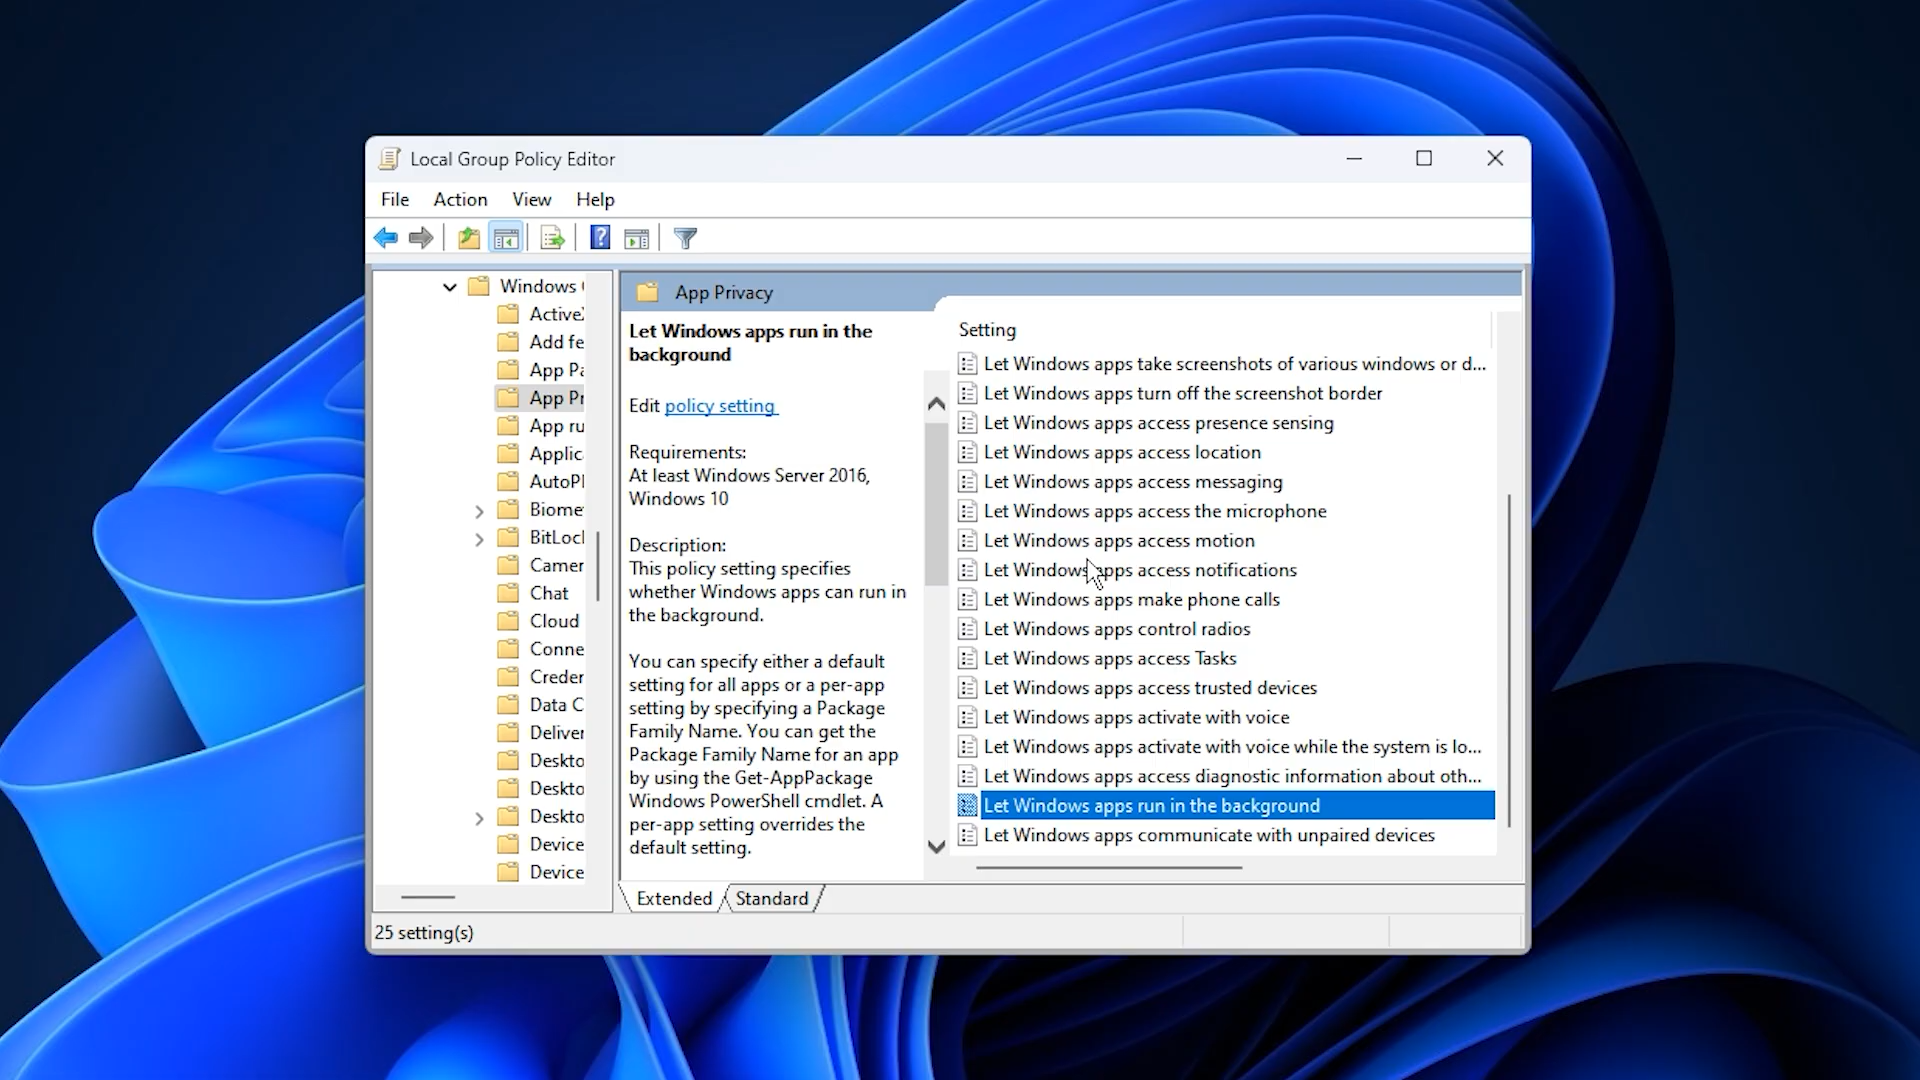 Local Group Policy Editor
File Action View Help
Windows
Active
Add fe
App Pa
App Pr
App ru
Applic
AutoPl
Biome
BitLoc
Camer
Chat
Cloud
Conne
Creder
Data C
Deliver
Deskto
Deskto
Deskto
Device
Device
App Privacy
Let Windows apps run in the
background
Edit policy setting
Requirements:
At least Windows Server 2016,
Windows 10
Description:
This policy setting specifies
whether Windows apps can run in
the background.
You can specify either a default
setting for all apps or a per-app
setting by specifying a Package
Family Name. You can get the
Package Family Name for an app
by using the Get-AppPackage
Windows PowerShell cmdlet. A
per-app setting overrides the
default setting.
Setting
Let Windows apps take screenshots of various windows or d...
Let Windows apps turn off the screenshot border
Let Windows apps access presence sensing
Let Windows apps access location
Let Windows apps access messaging
Let Windows apps access the microphone
Let Windows apps access motion
Let Windows apps access notifications
Let Windows apps make phone calls
Let Windows apps control radios
Let Windows apps access Tasks
Let Windows apps access trusted devices
Let Windows apps activate with voice
Let Windows apps activate with voice while the system is lo...
Let Windows apps access diagnostic information about oth...
Let Windows apps run in the background
Let Windows apps communicate with unpaired devices
Extended Standard
25 setting(s)